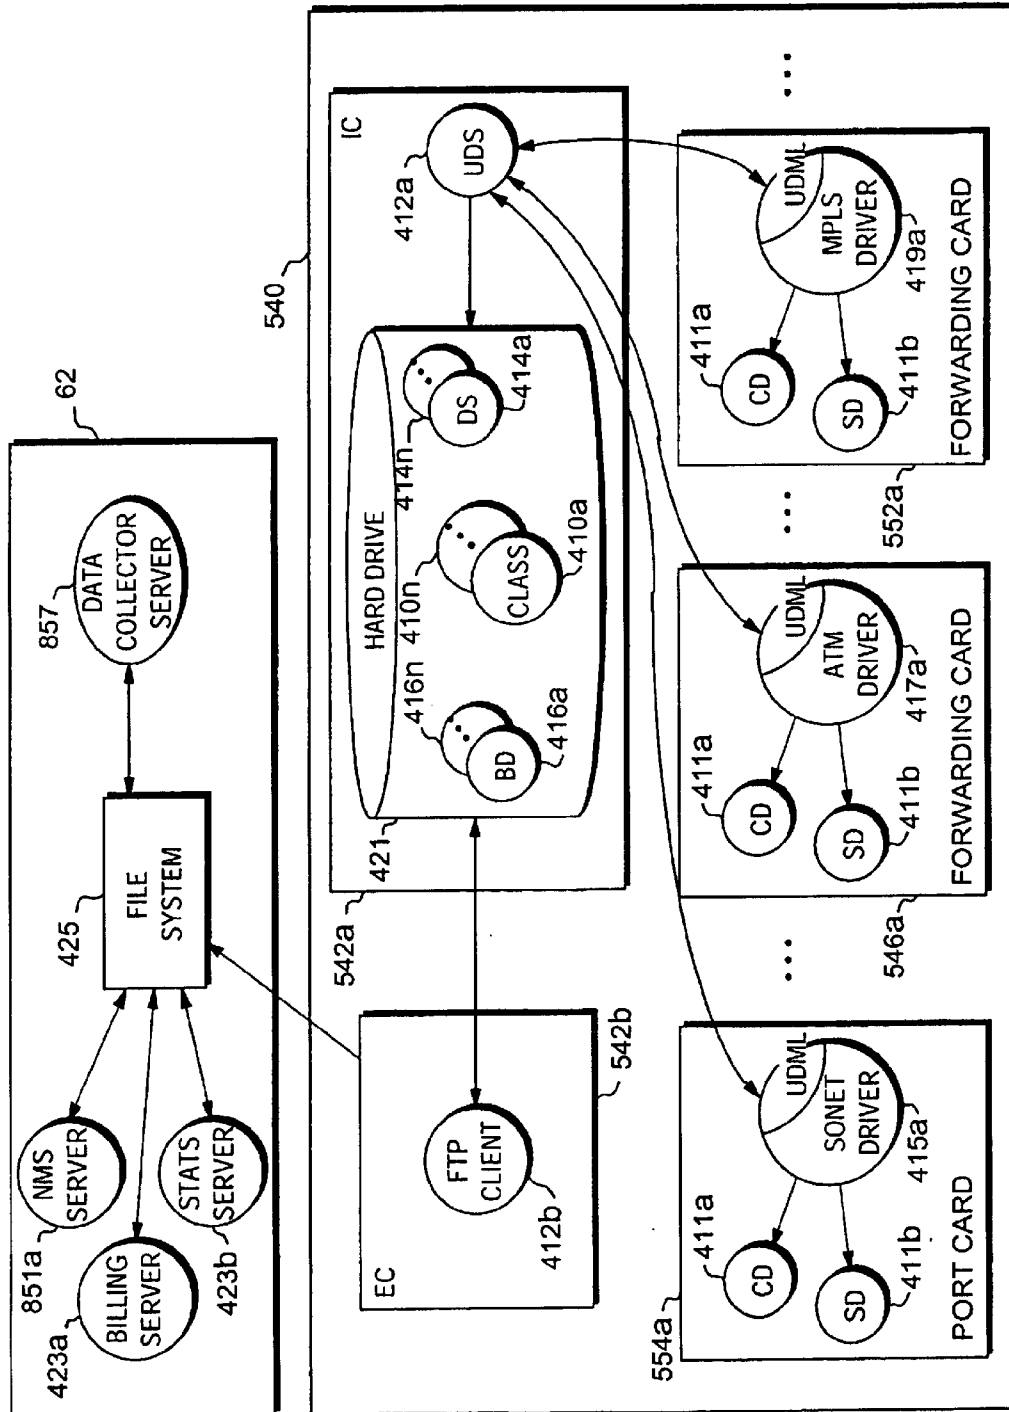 62
857
DATA
COLLECTOR
SERVER
425
FILE
SYSTEM
851a
NMS
SERVER
423a
BILLING
SERVER
STATS
SERVER
423b
540
IC
412a
UDS
HARD DRIVE
414n
DS
414a
410n
CLASS
410a
416n
BD
416a
421
542a
EC
FTP
CLIENT
412b
542b
554a
411a
CD
SD
411b
UDML
SONET
DRIVER
415a
PORT CARD
...
546a
411a
CD
SD
411b
UDML
ATM
DRIVER
417a
FORWARDING CARD
...
552a
411a
CD
SD
411b
UDML
MPLS
DRIVER
419a
FORWARDING CARD
...